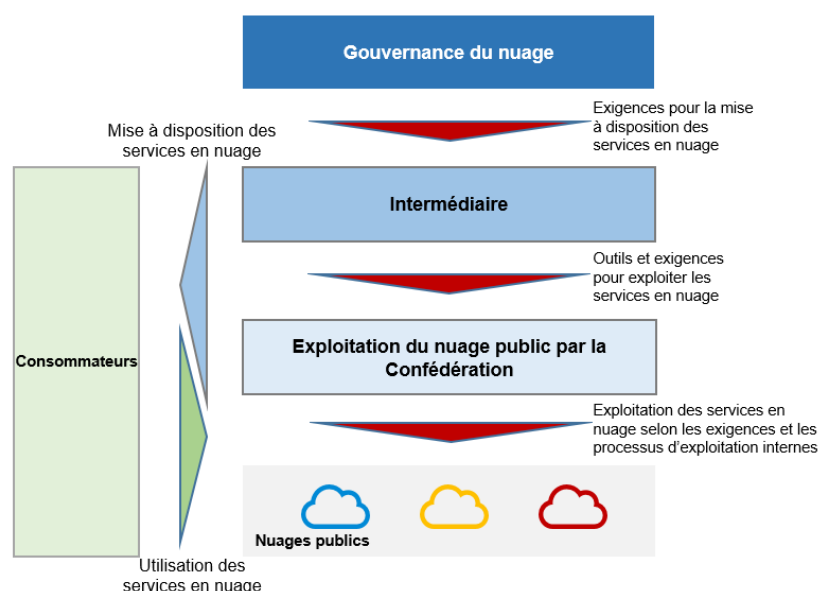 Gouvernance du nuage
Exigences pour la mise
à disposition des
services en nuage
Mise à disposition des
services en nuage
Intermédiaire
Outils et exigences
pour exploiter les
services en nuage
Consommateurs
Exploitation du nuage public par la
Confédération
Exploitation des services en
nuage selon les exigences et les
processus d’exploitation internes
Nuages publics
Utilisation des
services en nuage